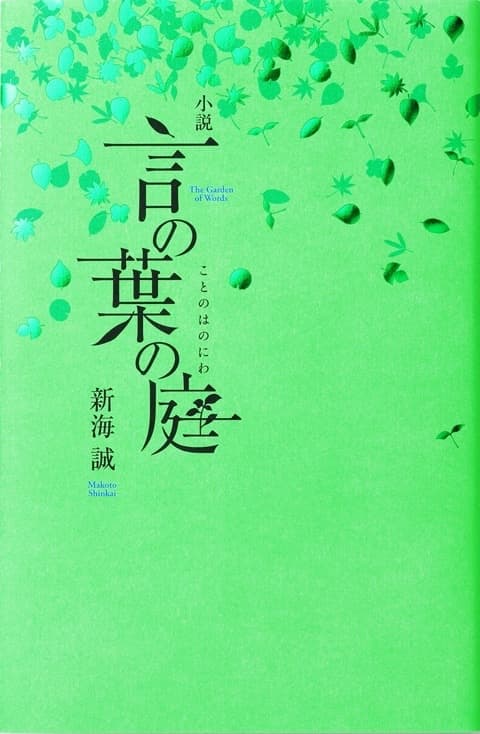 小説
言の葉の庭
The Garden
of Words
ことのはのにわ
新海 誠
Makoto
Shinkai